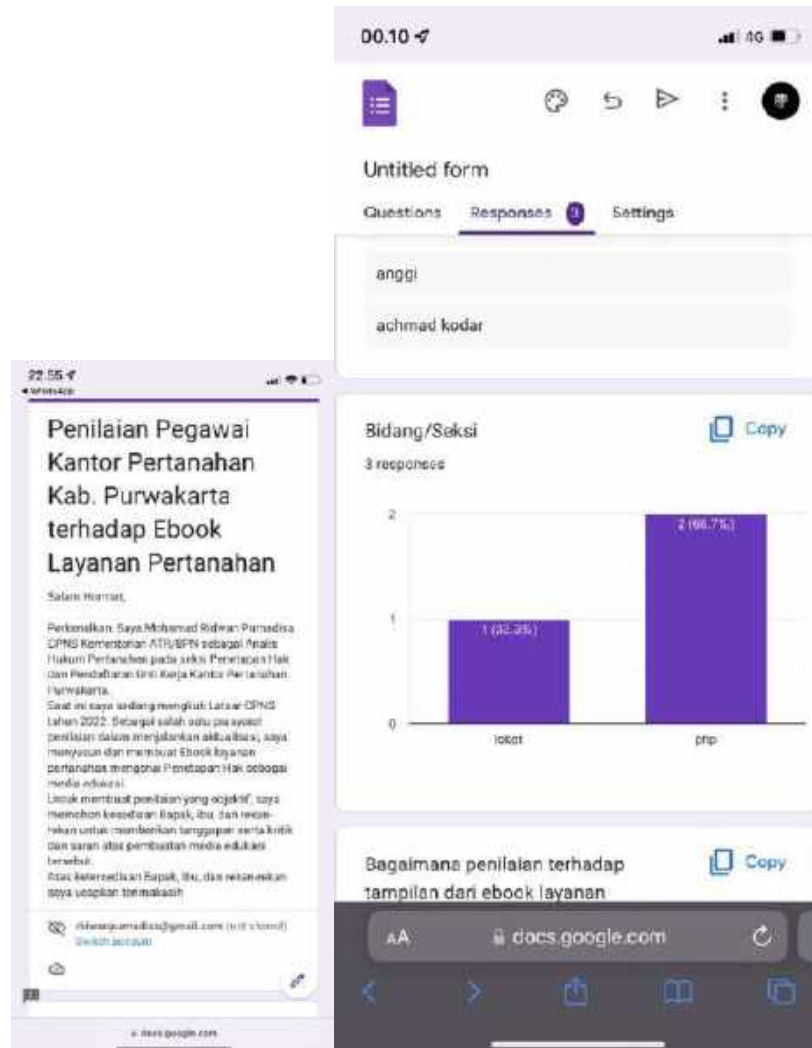 22.55
WhatsApp
Penilaian Pegawai
Kantor Pertanahan
Kab. Purwakarta
terhadap Ebook
Layanan Pertanahan
Salam Hormat,
Perkenalkan. Saya Mohamad Ridwan Purnadisa
CPNS Kementerian ATR/BPN sebagai Analis
Hukum Pertanahan pada seksi Penetapan Hak
dan Pendaftaran Unit Kerja Kantor Pertanahan
Purwakarta.
Saat ini saya sedang mengikuti Latsar CPNS
tahun 2022. Sebagai salah satu prasyarat
penilaian dalam menjalankan aktualisasi, saya
menyusun dan membuat Ebook layanan
pertanahan mengenai Penetapan Hak sebagai
media edukasi.
Untuk membuat penilaian yang objektif, saya
memohon kesediaan Bapak, Ibu, dan rekan-
rekan untuk memberikan tanggapan serta kritik
dan saran atas pembuatan media edukasi
tersebut.
Atas ketersediaan Bapak, Ibu, dan rekan-rekan
saya ucapkan terimakasih
(not shared)
Switch account
docs.google.com
00.10
4G
Untitled form
Questions Responses 3 Settings
anggi
achmad kodar
Bidang/Seksi
Copy
3 responses
2
2 (66.7%)
1
1 (33.3%)
0
loket
php
Bagaimana penilaian terhadap
Copy
tampilan dari ebook layanan
AA
docs.google.com